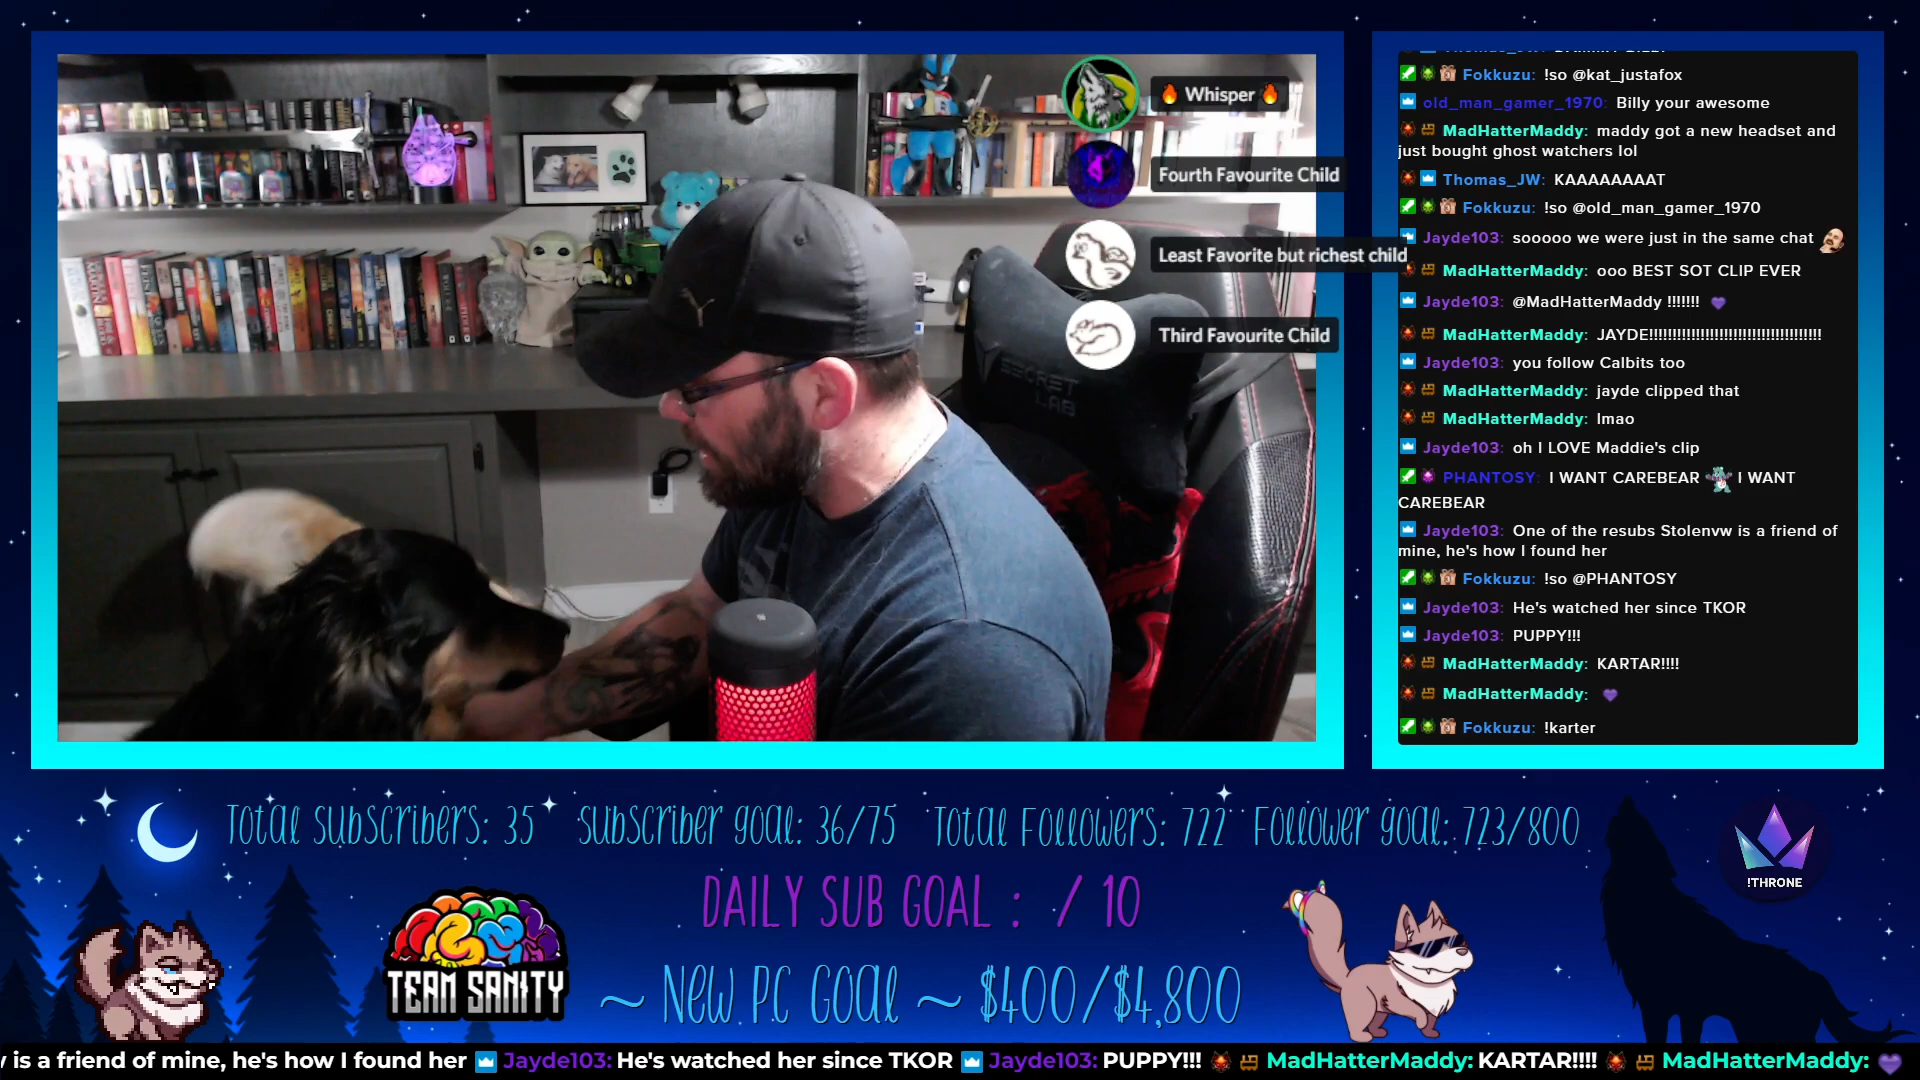 🔥 Whisper 🔥
Fourth Favourite Child
Least Favorite but richest child
Third Favourite Child
SECRET
LAB
Fokkuzu: !so @kat_justafox
old_man_gamer_1970: Billy your awesome
MadHatterMaddy: maddy got a new headset and
just bought ghost watchers lol
Thomas_JW: KAAAAAAAT
Fokkuzu: !so @old_man_gamer_1970
Jayde103: sooooo we were just in the same chat
MadHatterMaddy: ooo BEST SOT CLIP EVER
Jayde103: @MadHatterMaddy !!!!!!! 💜
MadHatterMaddy: JAYDE!!!!!!!!!!!!!!!!!!!!!!!!!!!!!!!!!!!!!
Jayde103: you follow Calbits too
MadHatterMaddy: jayde clipped that
MadHatterMaddy: lmao
Jayde103: oh I LOVE Maddie's clip
PHANTOSY: I WANT CAREBEAR I WANT
CAREBEAR
Jayde103: One of the resubs Stolenvw is a friend of
mine, he's how I found her
Fokkuzu: !so @PHANTOSY
Jayde103: He's watched her since TKOR
Jayde103: PUPPY!!!
MadHatterMaddy: KARTAR!!!!
MadHatterMaddy: 💜
Fokkuzu: !karter
Total Subscribers: 35
Subscriber goal: 36/75
Total Followers: 722
Follower goal: 723/800
DAILY SUB GOAL : / 10
~ New PC Goal ~ $400/$4,800
TEAM SANITY
!THRONE
is a friend of mine, he's how I found her Jayde103: He's watched her since TKOR Jayde103: PUPPY!!! MadHatterMaddy: KARTAR!!!! MadHatterMaddy: 💜